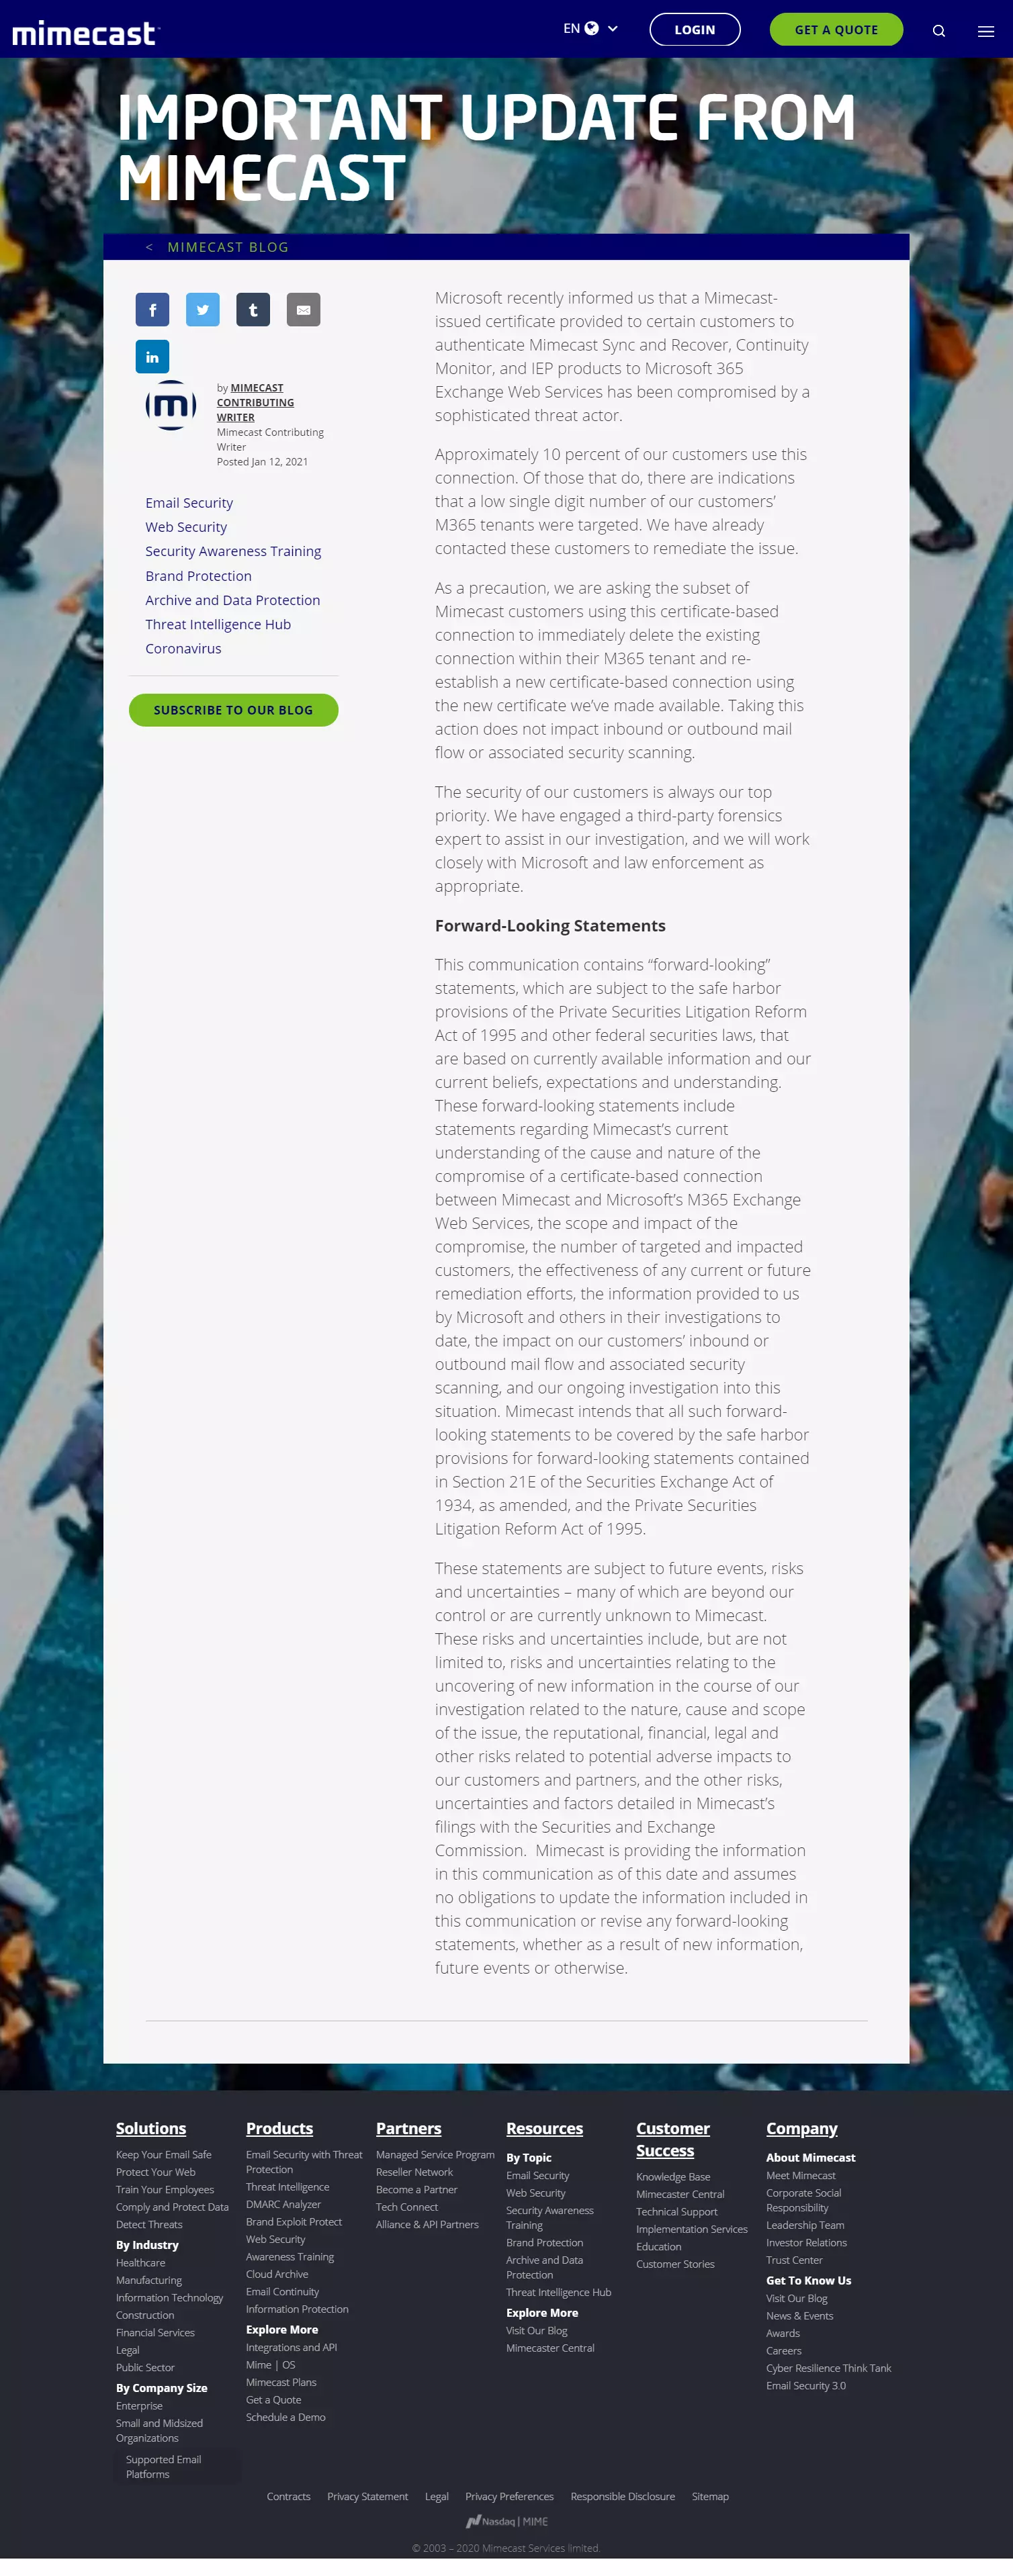 mimecast
EN
LOGIN
GET A QUOTE
IMPORTANT UPDATE FROM
MIMECAST
< MIMECAST BLOG
by MIMECAST
CONTRIBUTING
WRITER
Mimecast Contributing
Writer
Posted Jan 12, 2021
Email Security
Web Security
Security Awareness Training
Brand Protection
Archive and Data Protection
Threat Intelligence Hub
Coronavirus
SUBSCRIBE TO OUR BLOG
Microsoft recently informed us that a Mimecast-
issued certificate provided to certain customers to
authenticate Mimecast Sync and Recover, Continuity
Monitor, and IEP products to Microsoft 365
Exchange Web Services has been compromised by a
sophisticated threat actor.
Approximately 10 percent of our customers use this
connection. Of those that do, there are indications
that a low single digit number of our customers’
M365 tenants were targeted. We have already
contacted these customers to remediate the issue.
As a precaution, we are asking the subset of
Mimecast customers using this certificate-based
connection to immediately delete the existing
connection within their M365 tenant and re-
establish a new certificate-based connection using
the new certificate we’ve made available. Taking this
action does not impact inbound or outbound mail
flow or associated security scanning.
The security of our customers is always our top
priority. We have engaged a third-party forensics
expert to assist in our investigation, and we will work
closely with Microsoft and law enforcement as
appropriate.
Forward-Looking Statements
This communication contains “forward-looking”
statements, which are subject to the safe harbor
provisions of the Private Securities Litigation Reform
Act of 1995 and other federal securities laws, that
are based on currently available information and our
current beliefs, expectations and understanding.
These forward-looking statements include
statements regarding Mimecast’s current
understanding of the cause and nature of the
compromise of a certificate-based connection
between Mimecast and Microsoft’s M365 Exchange
Web Services, the scope and impact of the
compromise, the number of targeted and impacted
customers, the effectiveness of any current or future
remediation efforts, the information provided to us
by Microsoft and others in their investigations to
date, the impact on our customers’ inbound or
outbound mail flow and associated security
scanning, and our ongoing investigation into this
situation. Mimecast intends that all such forward-
looking statements to be covered by the safe harbor
provisions for forward-looking statements contained
in Section 21E of the Securities Exchange Act of
1934, as amended, and the Private Securities
Litigation Reform Act of 1995.
These statements are subject to future events, risks
and uncertainties – many of which are beyond our
control or are currently unknown to Mimecast.
These risks and uncertainties include, but are not
limited to, risks and uncertainties relating to the
uncovering of new information in the course of our
investigation related to the nature, cause and scope
of the issue, the reputational, financial, legal and
other risks related to potential adverse impacts to
our customers and partners, and the other risks,
uncertainties and factors detailed in Mimecast’s
filings with the Securities and Exchange
Commission.  Mimecast is providing the information
in this communication as of this date and assumes
no obligations to update the information included in
this communication or revise any forward-looking
statements, whether as a result of new information,
future events or otherwise.
Solutions
Keep Your Email Safe
Protect Your Web
Train Your Employees
Comply and Protect Data
Detect Threats
By Industry
Healthcare
Manufacturing
Information Technology
Construction
Financial Services
Legal
Public Sector
By Company Size
Enterprise
Small and Midsized
Organizations
Supported Email
Platforms
Products
Email Security with Threat
Protection
Threat Intelligence
DMARC Analyzer
Brand Exploit Protect
Web Security
Awareness Training
Cloud Archive
Email Continuity
Information Protection
Explore More
Integrations and API
Mime | OS
Mimecast Plans
Get a Quote
Schedule a Demo
Partners
Managed Service Program
Reseller Network
Become a Partner
Tech Connect
Alliance & API Partners
Resources
By Topic
Email Security
Web Security
Security Awareness
Training
Brand Protection
Archive and Data
Protection
Threat Intelligence Hub
Explore More
Visit Our Blog
Mimecaster Central
Customer
Success
Knowledge Base
Mimecaster Central
Technical Support
Implementation Services
Education
Customer Stories
Company
About Mimecast
Meet Mimecast
Corporate Social
Responsibility
Leadership Team
Investor Relations
Trust Center
Get To Know Us
Visit Our Blog
News & Events
Awards
Careers
Cyber Resilience Think Tank
Email Security 3.0
Contracts Privacy Statement Legal Privacy Preferences Responsible Disclosure Sitemap
Nasdaq | MIME
© 2003 – 2020 Mimecast Services limited.